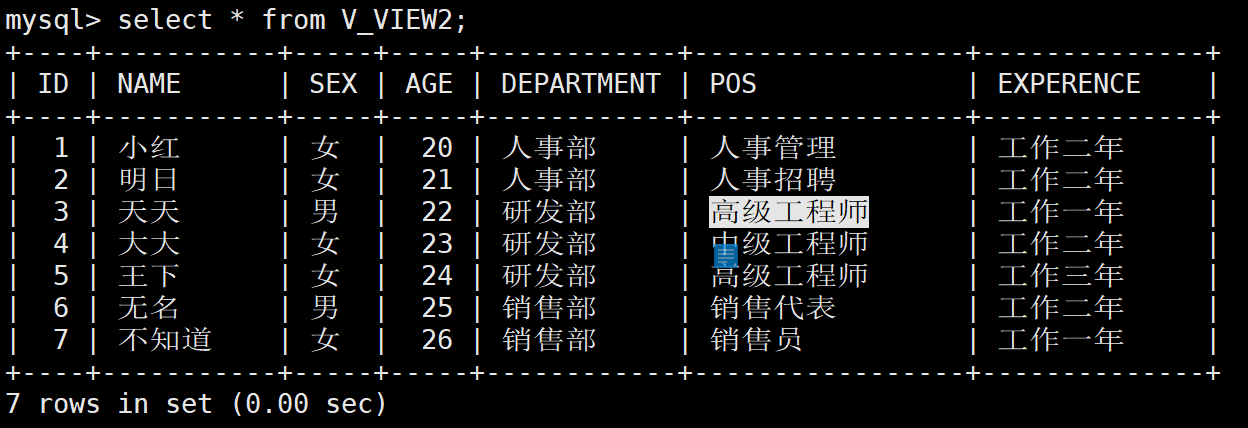 mysql> select * from V_VIEW2;
+----+-----------+-----+-----+------------+-----------------+--------------+
| ID | NAME      | SEX | AGE | DEPARTMENT | POS             | EXPERENCE    |
+----+-----------+-----+-----+------------+-----------------+--------------+
|  1 | 小红      | 女  |  20 | 人事部     | 人事管理        | 工作二年     |
|  2 | 明日      | 女  |  21 | 人事部     | 人事招聘        | 工作二年     |
|  3 | 天天      | 男  |  22 | 研发部     | 高级工程师      | 工作一年     |
|  4 | 大大      | 女  |  23 | 研发部     | 中级工程师      | 工作二年     |
|  5 | 王下      | 女  |  24 | 研发部     | 高级工程师      | 工作三年     |
|  6 | 无名      | 男  |  25 | 销售部     | 销售代表        | 工作二年     |
|  7 | 不知道    | 女  |  26 | 销售部     | 销售员          | 工作一年     |
+----+-----------+-----+-----+------------+-----------------+--------------+
7 rows in set (0.00 sec)